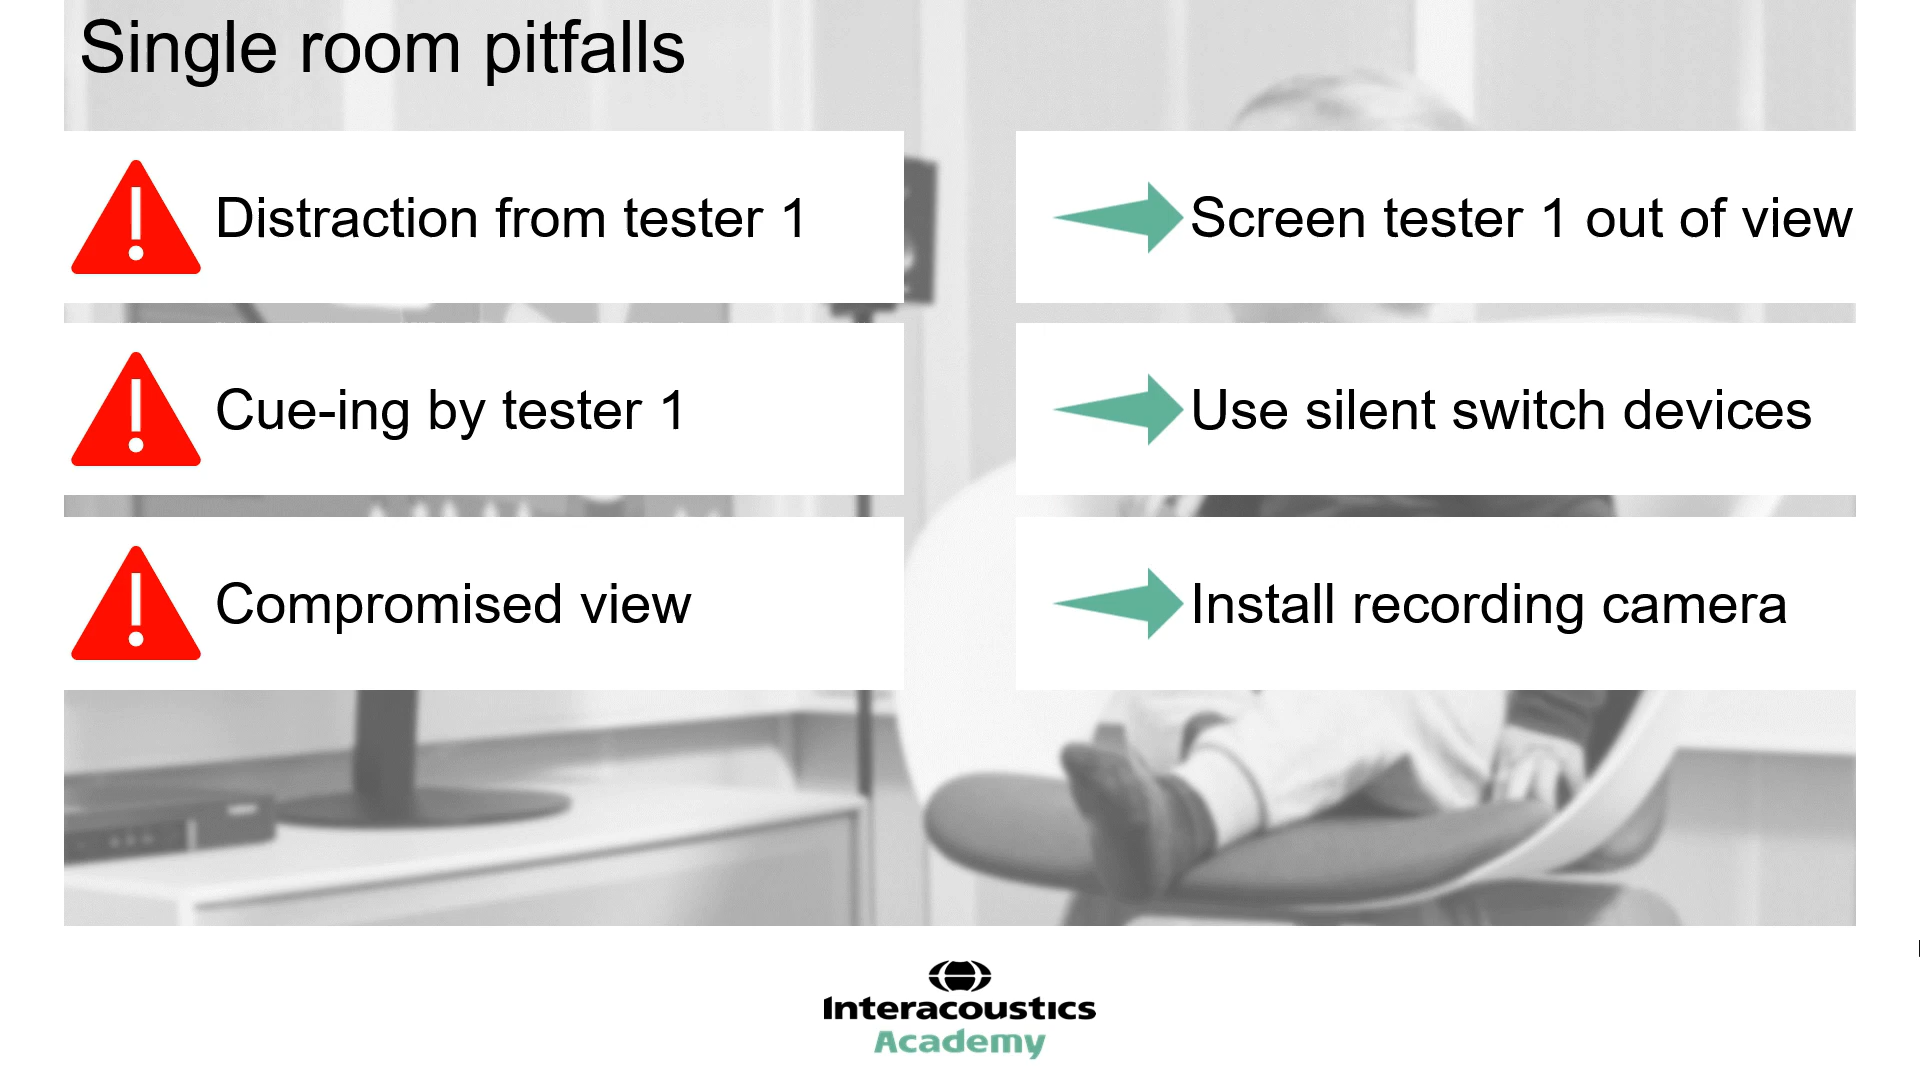 Single room pitfalls
Distraction from tester 1
Screen tester 1 out of view
Cue-ing by tester 1
Use silent switch devices
Compromised view
Install recording camera
Interacoustics
Academy